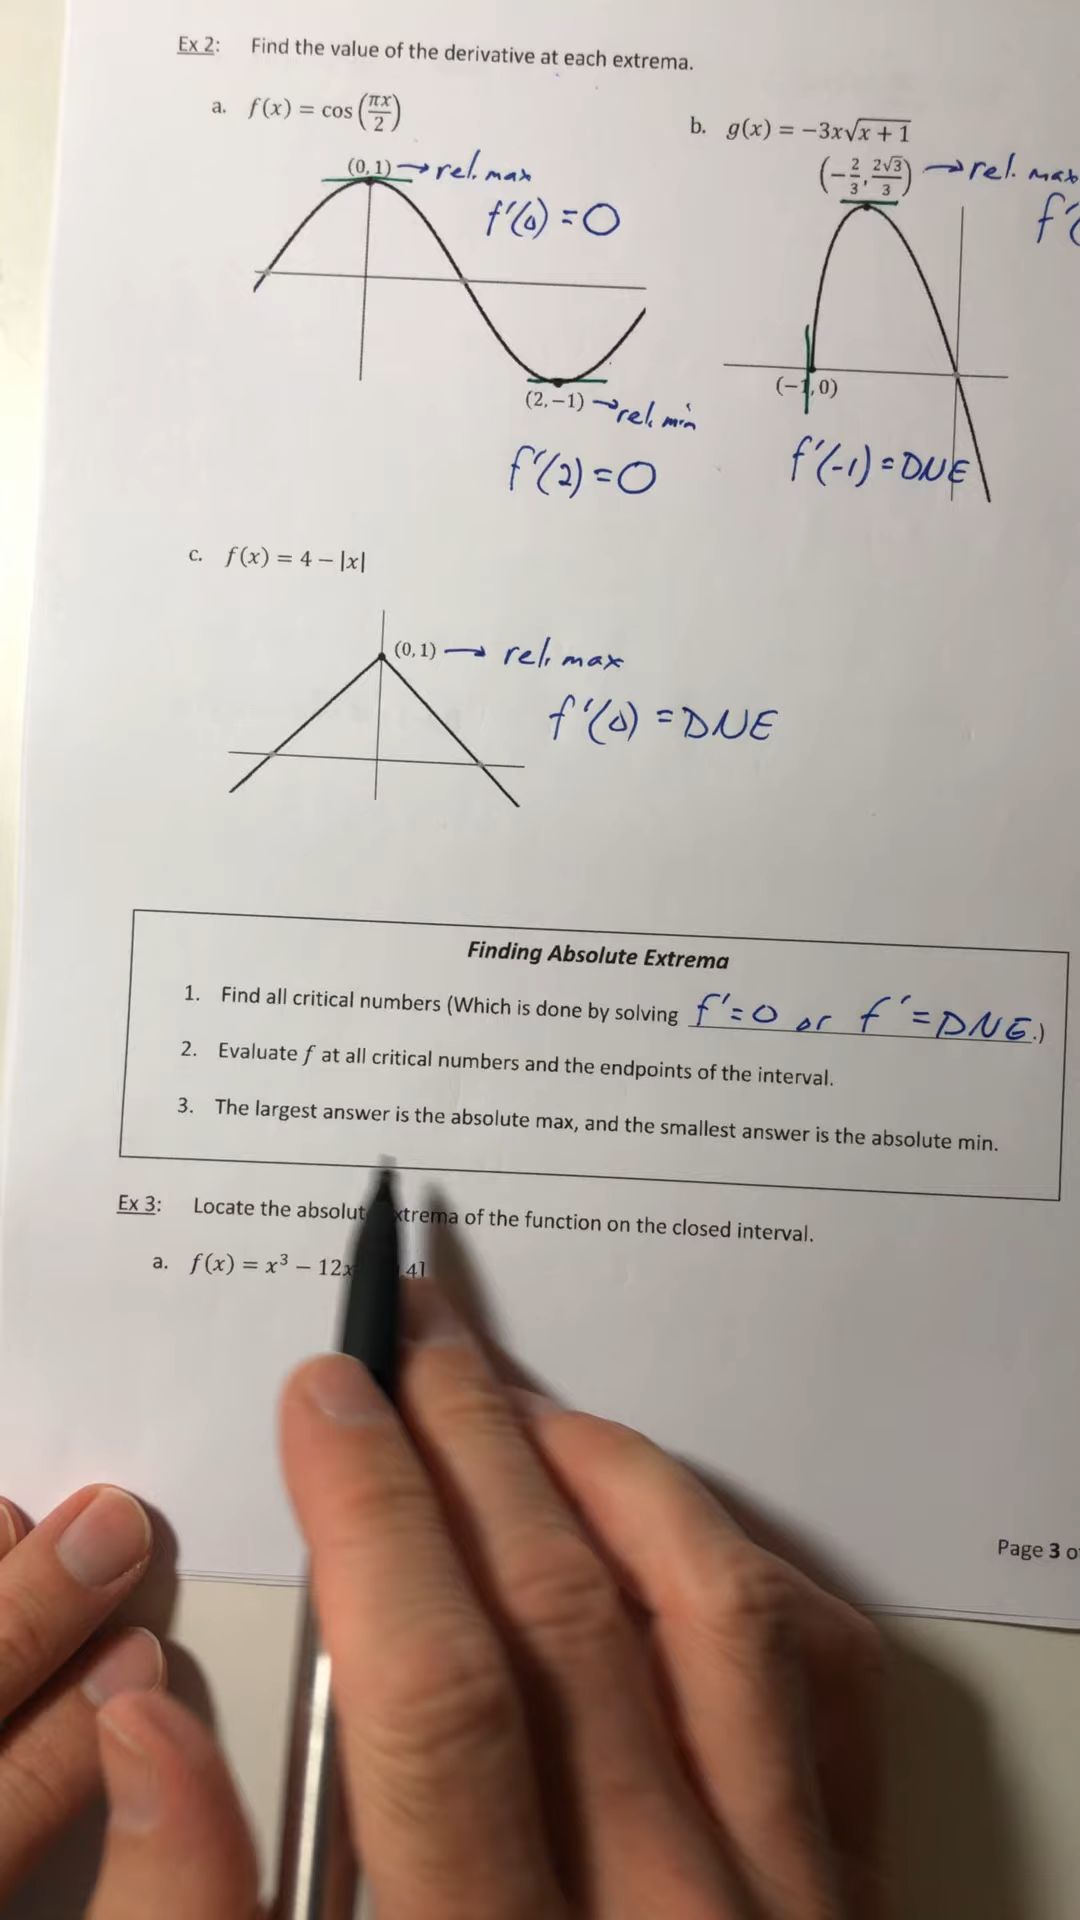 Ex 2: Find the value of the derivative at each extrema.
a. f(x) = cos(πx/2)
b. g(x) = −3x√x + 1
(0, 1) → rel. max
f'(0) = 0
(−2/3, 2√3/3) → rel. max
f'(
(2, −1) → rel. min
f'(2) = 0
(−1, 0)
f'(-1) = DNE
c. f(x) = 4 − |x|
(0, 1) → rel. max
f'(0) = DNE
Finding Absolute Extrema
1. Find all critical numbers (Which is done by solving f' = 0 or f' = DNE.)
2. Evaluate f at all critical numbers and the endpoints of the interval.
3. The largest answer is the absolute max, and the smallest answer is the absolute min.
Ex 3: Locate the absolut xtrema of the function on the closed interval.
a. f(x) = x³ − 12x 4]
Page 3 o